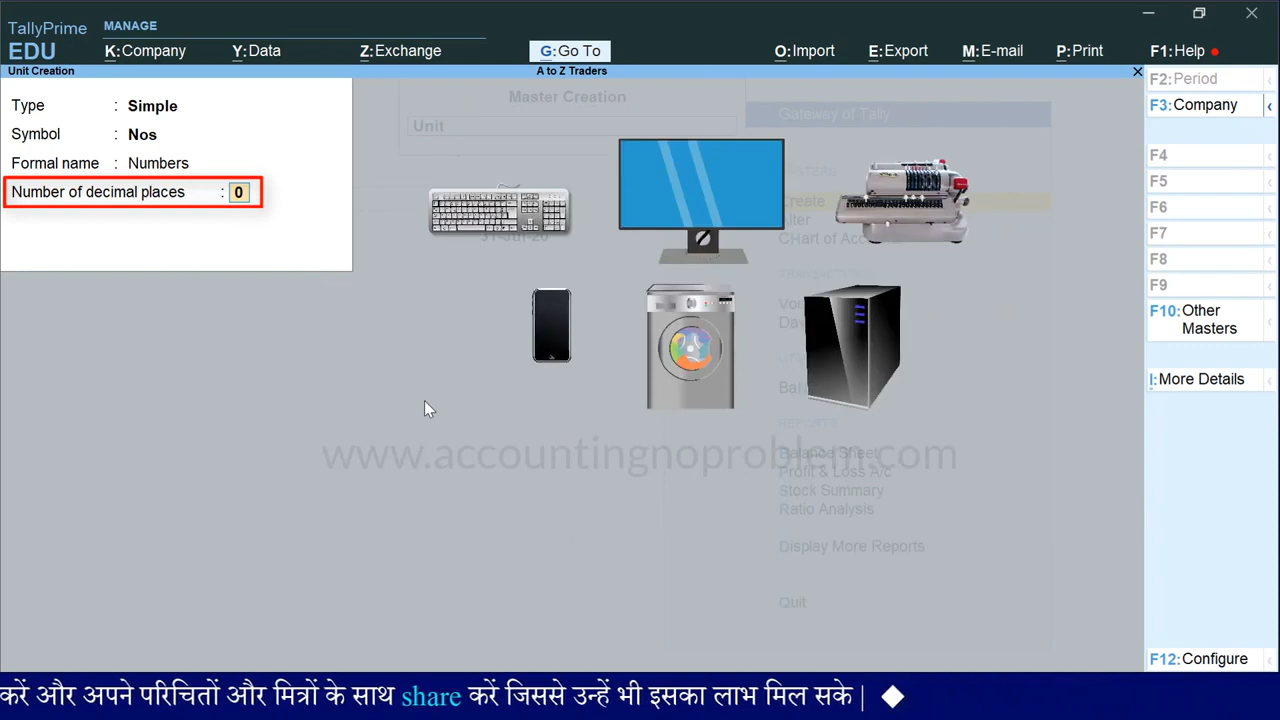 TallyPrime
EDU
MANAGE
K:Company
Y:Data
Z:Exchange
G:Go To
O:Import
E:Export
M:E-mail
P:Print
F1:Help
Unit Creation
A to Z Traders
Type : Simple
Symbol : Nos
Formal name : Numbers
Number of decimal places : 0
Master Creation
Unit
Gateway of Tally
Create
Alter
Balance Sheet
Profit & Loss A/c
Stock Summary
Ratio Analysis
Display More Reports
Quit
www.accountingnoproblem.com
F2:Period
F3:Company
F4
F5
F6
F7
F8
F9
F10:Other
Masters
I:More Details
F12:Configure
करें और अपने परिचितों और मित्रों के साथ share करें जिससे उन्हें भी इसका लाभ मिल सके |